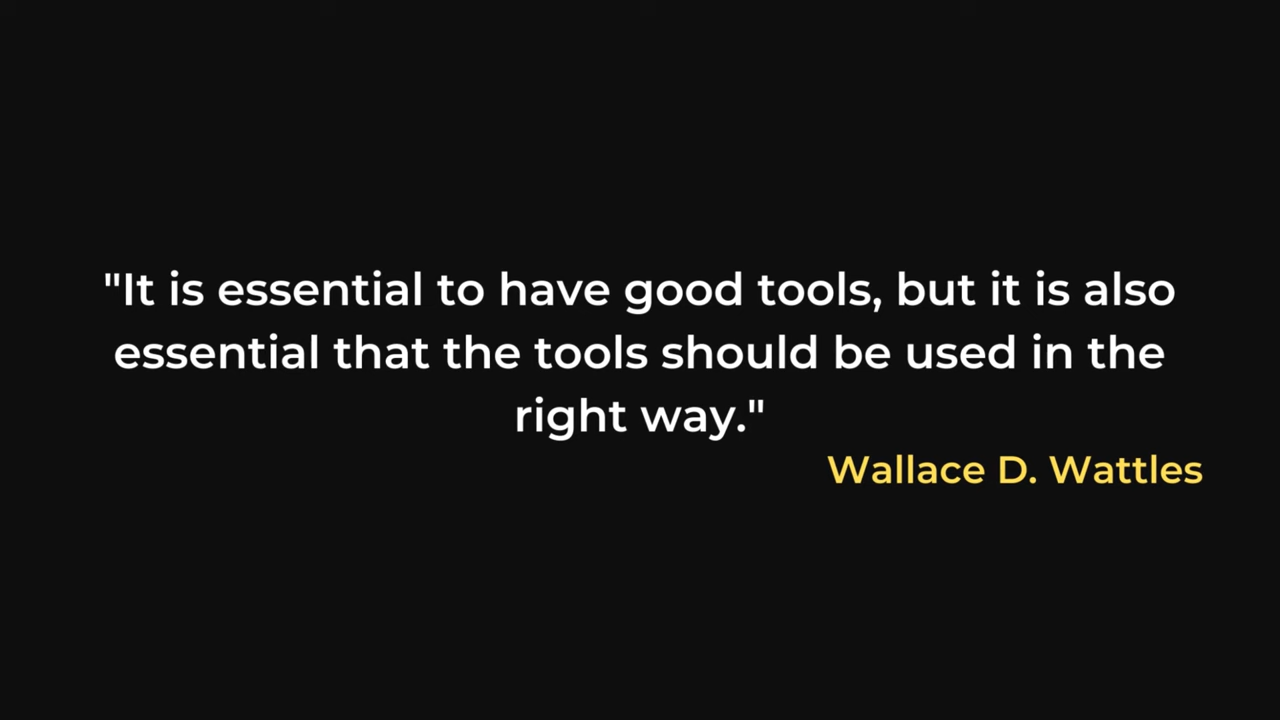 "It is essential to have good tools, but it is also
essential that the tools should be used in the
right way."
Wallace D. Wattles